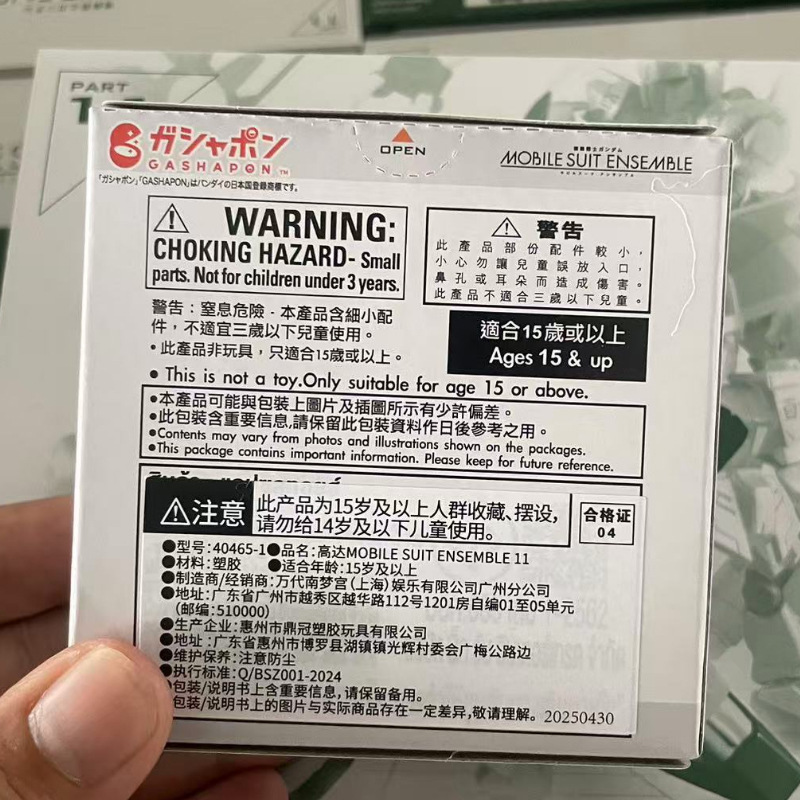 PART
ガシャポン
GASHAPON™
「ガシャポン」「GASHAPON」はバンダイの日本国登録商標です。
OPEN
機動戦士ガンダム
MOBILE SUIT ENSEMBLE
モビルスーツ アンサンブル
WARNING:
CHOKING HAZARD- Small
parts. Not for children under 3 years.
警告
此產品部份配件較小，
小心勿讓兒童誤放入口，
鼻孔或耳朵而造成傷害。
此產品不適合三歲以下兒童。
警告：窒息危險 - 本產品含細小配
件，不適宜三歲以下兒童使用。
• 此產品非玩具，只適合15歲或以上。
適合15歲或以上
Ages 15 & up
• This is not a toy.Only suitable for age 15 or above.
•本產品可能與包裝上圖片及插圖所示有少許偏差。
•此包裝含重要信息,請保留此包裝資料作日後參考之用。
•Contents may vary from photos and illustrations shown on the packages.
•This package contains important information. Please keep for future reference.
注意
此产品为15岁及以上人群收藏、摆设,
请勿给14岁及以下儿童使用。
合格证
04
●型号:40465-1●品名:高达MOBILE SUIT ENSEMBLE 11
●材料:塑胶 ●适合年龄:15岁及以上
●制造商/经销商:万代南梦宫(上海)娱乐有限公司广州分公司
●地址:广东省广州市越秀区越华路112号1201房自编01至05单元
(邮编:510000)
●生产企业:惠州市鼎冠塑胶玩具有限公司
●地址:广东省惠州市博罗县湖镇镇光辉村委会广梅公路边
●维护保养:注意防尘
●执行标准:Q/BSZ001-2024
包装/说明书上含重要信息,请保留备用。
包装/说明书上的图片与实际商品存在一定差异,敬请理解。20250430